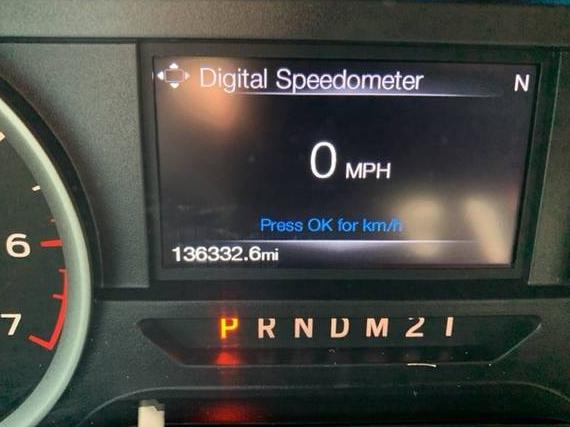 Digital Speedometer N
0 MPH
Press OK for km/h
136332.6mi
6
7
P R N D M 2 1